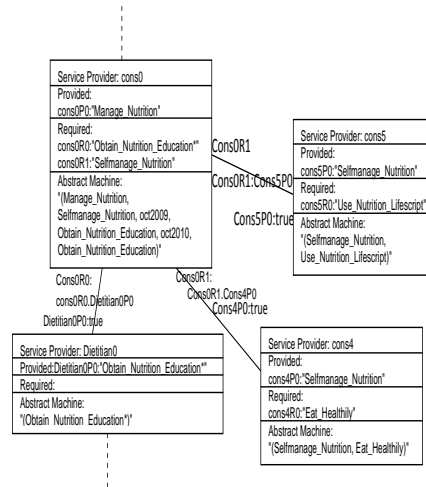 Service Provider: cons0
Provided:
cons0P0:"Manage_Nutrition"
Required:
cons0R0:"Obtain_Nutrition_Education*"
cons0R1:"Selfmanage_Nutrition"
Abstract Machine:
"(Manage_Nutrition,
Selfmanage_Nutrition, oct2009,
Obtain_Nutrition_Education, oct2010,
Obtain_Nutrition_Education)"
Cons0R1
Cons0R1:Cons5P0
Cons5P0:true
Service Provider: cons5
Provided:
cons5P0:"Selfmanage_Nutrition"
Required:
cons5R0:"Use_Nutrition_Lifescript"
Abstract Machine:
"(Selfmanage_Nutrition,
Use_Nutrition_Lifescript)"
Cons0R0:
cons0R0.Dietitian0P0
Dietitian0P0:true
Cons0R1:
Cons0R1.Cons4P0
Cons4P0:true
Service Provider: Dietitian0
Provided:Dietitian0P0:"Obtain_Nutrition_Education*"
Required:
Abstract Machine:
"(Obtain_Nutrition_Education*)"
Service Provider: cons4
Provided:
cons4P0:"Selfmanage_Nutrition"
Required:
cons4R0:"Eat_Healthily"
Abstract Machine:
"(Selfmanage_Nutrition, Eat_Healthily)"